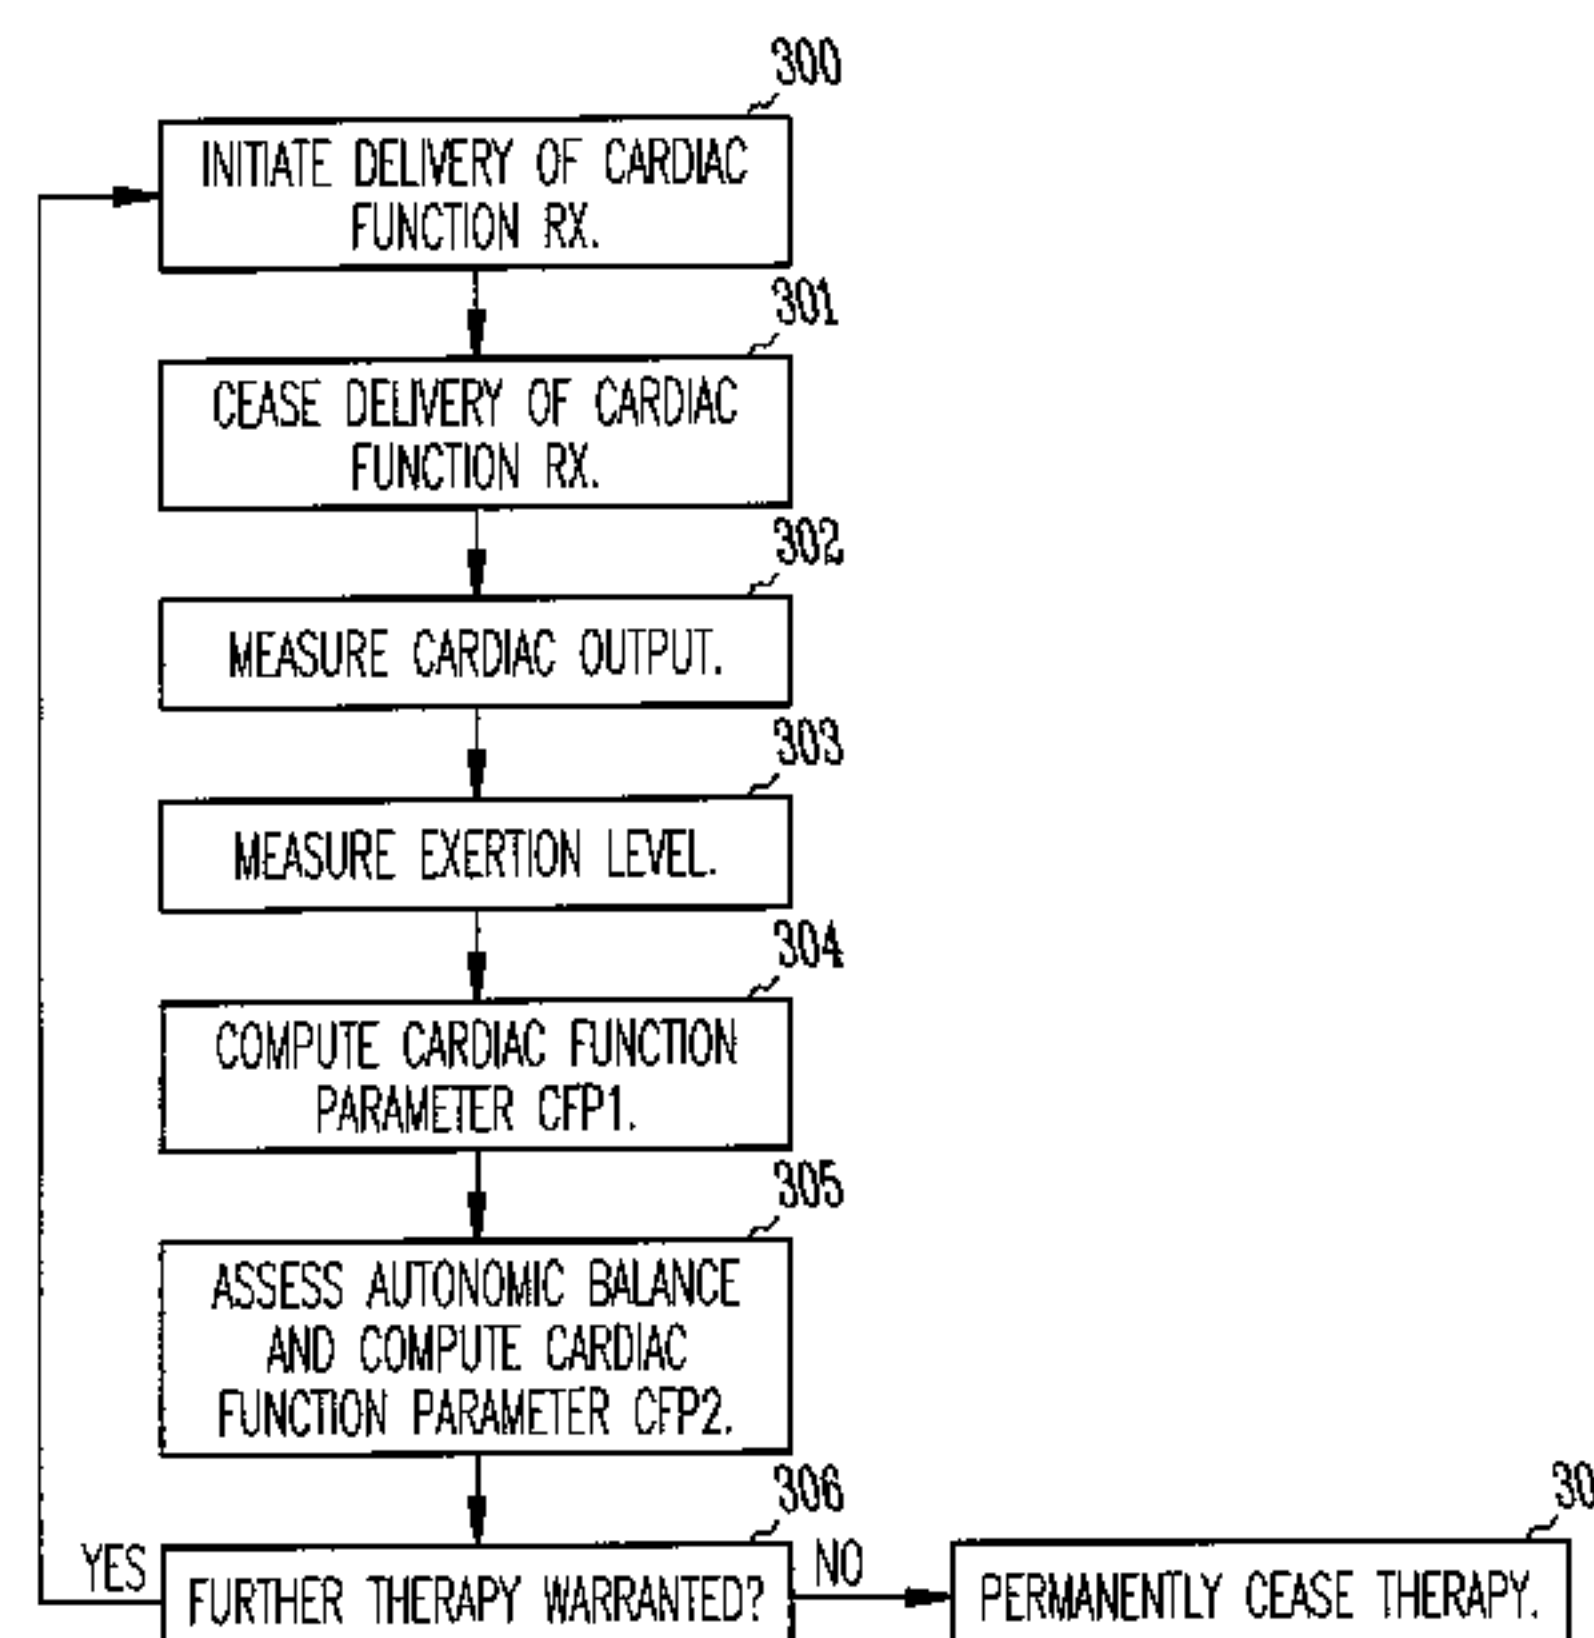 300
INITIATE DELIVERY OF CARDIAC
FUNCTION RX.
301
CEASE DELIVERY OF CARDIAC
FUNCTION RX.
302
MEASURE CARDIAC OUTPUT.
303
MEASURE EXERTION LEVEL.
304
COMPUTE CARDIAC FUNCTION
PARAMETER CFP1.
305
ASSESS AUTONOMIC BALANCE
AND COMPUTE CARDIAC
FUNCTION PARAMETER CFP2.
306
YES
FURTHER THERAPY WARRANTED?
NO
PERMANENTLY CEASE THERAPY.